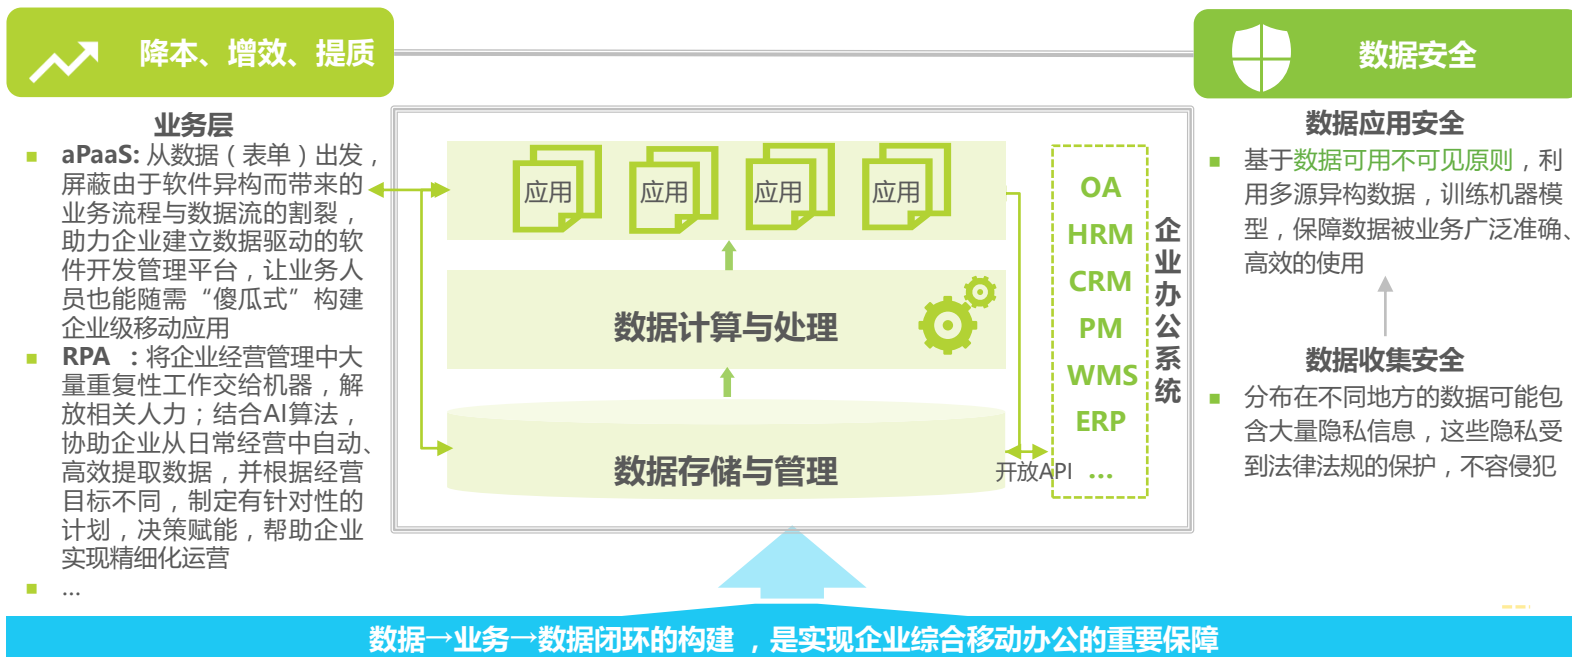 降本、增效、提质
业务层
■ aPaaS: 从数据（表单）出发，
屏蔽由于软件异构而带来的
业务流程与数据流的割裂，
助力企业建立数据驱动的软
件开发管理平台，让业务人
员也能随需“傻瓜式”构建
企业级移动应用
■ RPA ：将企业经营管理中大
量重复性工作交给机器，解
放相关人力；结合AI算法，
协助企业从日常经营中自动、
高效提取数据，并根据经营
目标不同，制定有针对性的
计划，决策赋能，帮助企业
实现精细化运营
■ ...
应用
应用
应用
应用
数据计算与处理
数据存储与管理
开放API
OA
HRM
CRM
PM
WMS
ERP
...
企业办公系统
数据安全
数据应用安全
■ 基于数据可用不可见原则，利
用多源异构数据，训练机器模
型，保障数据被业务广泛准确、
高效的使用
数据收集安全
■ 分布在不同地方的数据可能包
含大量隐私信息，这些隐私受
到法律法规的保护，不容侵犯
数据→业务→数据闭环的构建 ，是实现企业综合移动办公的重要保障